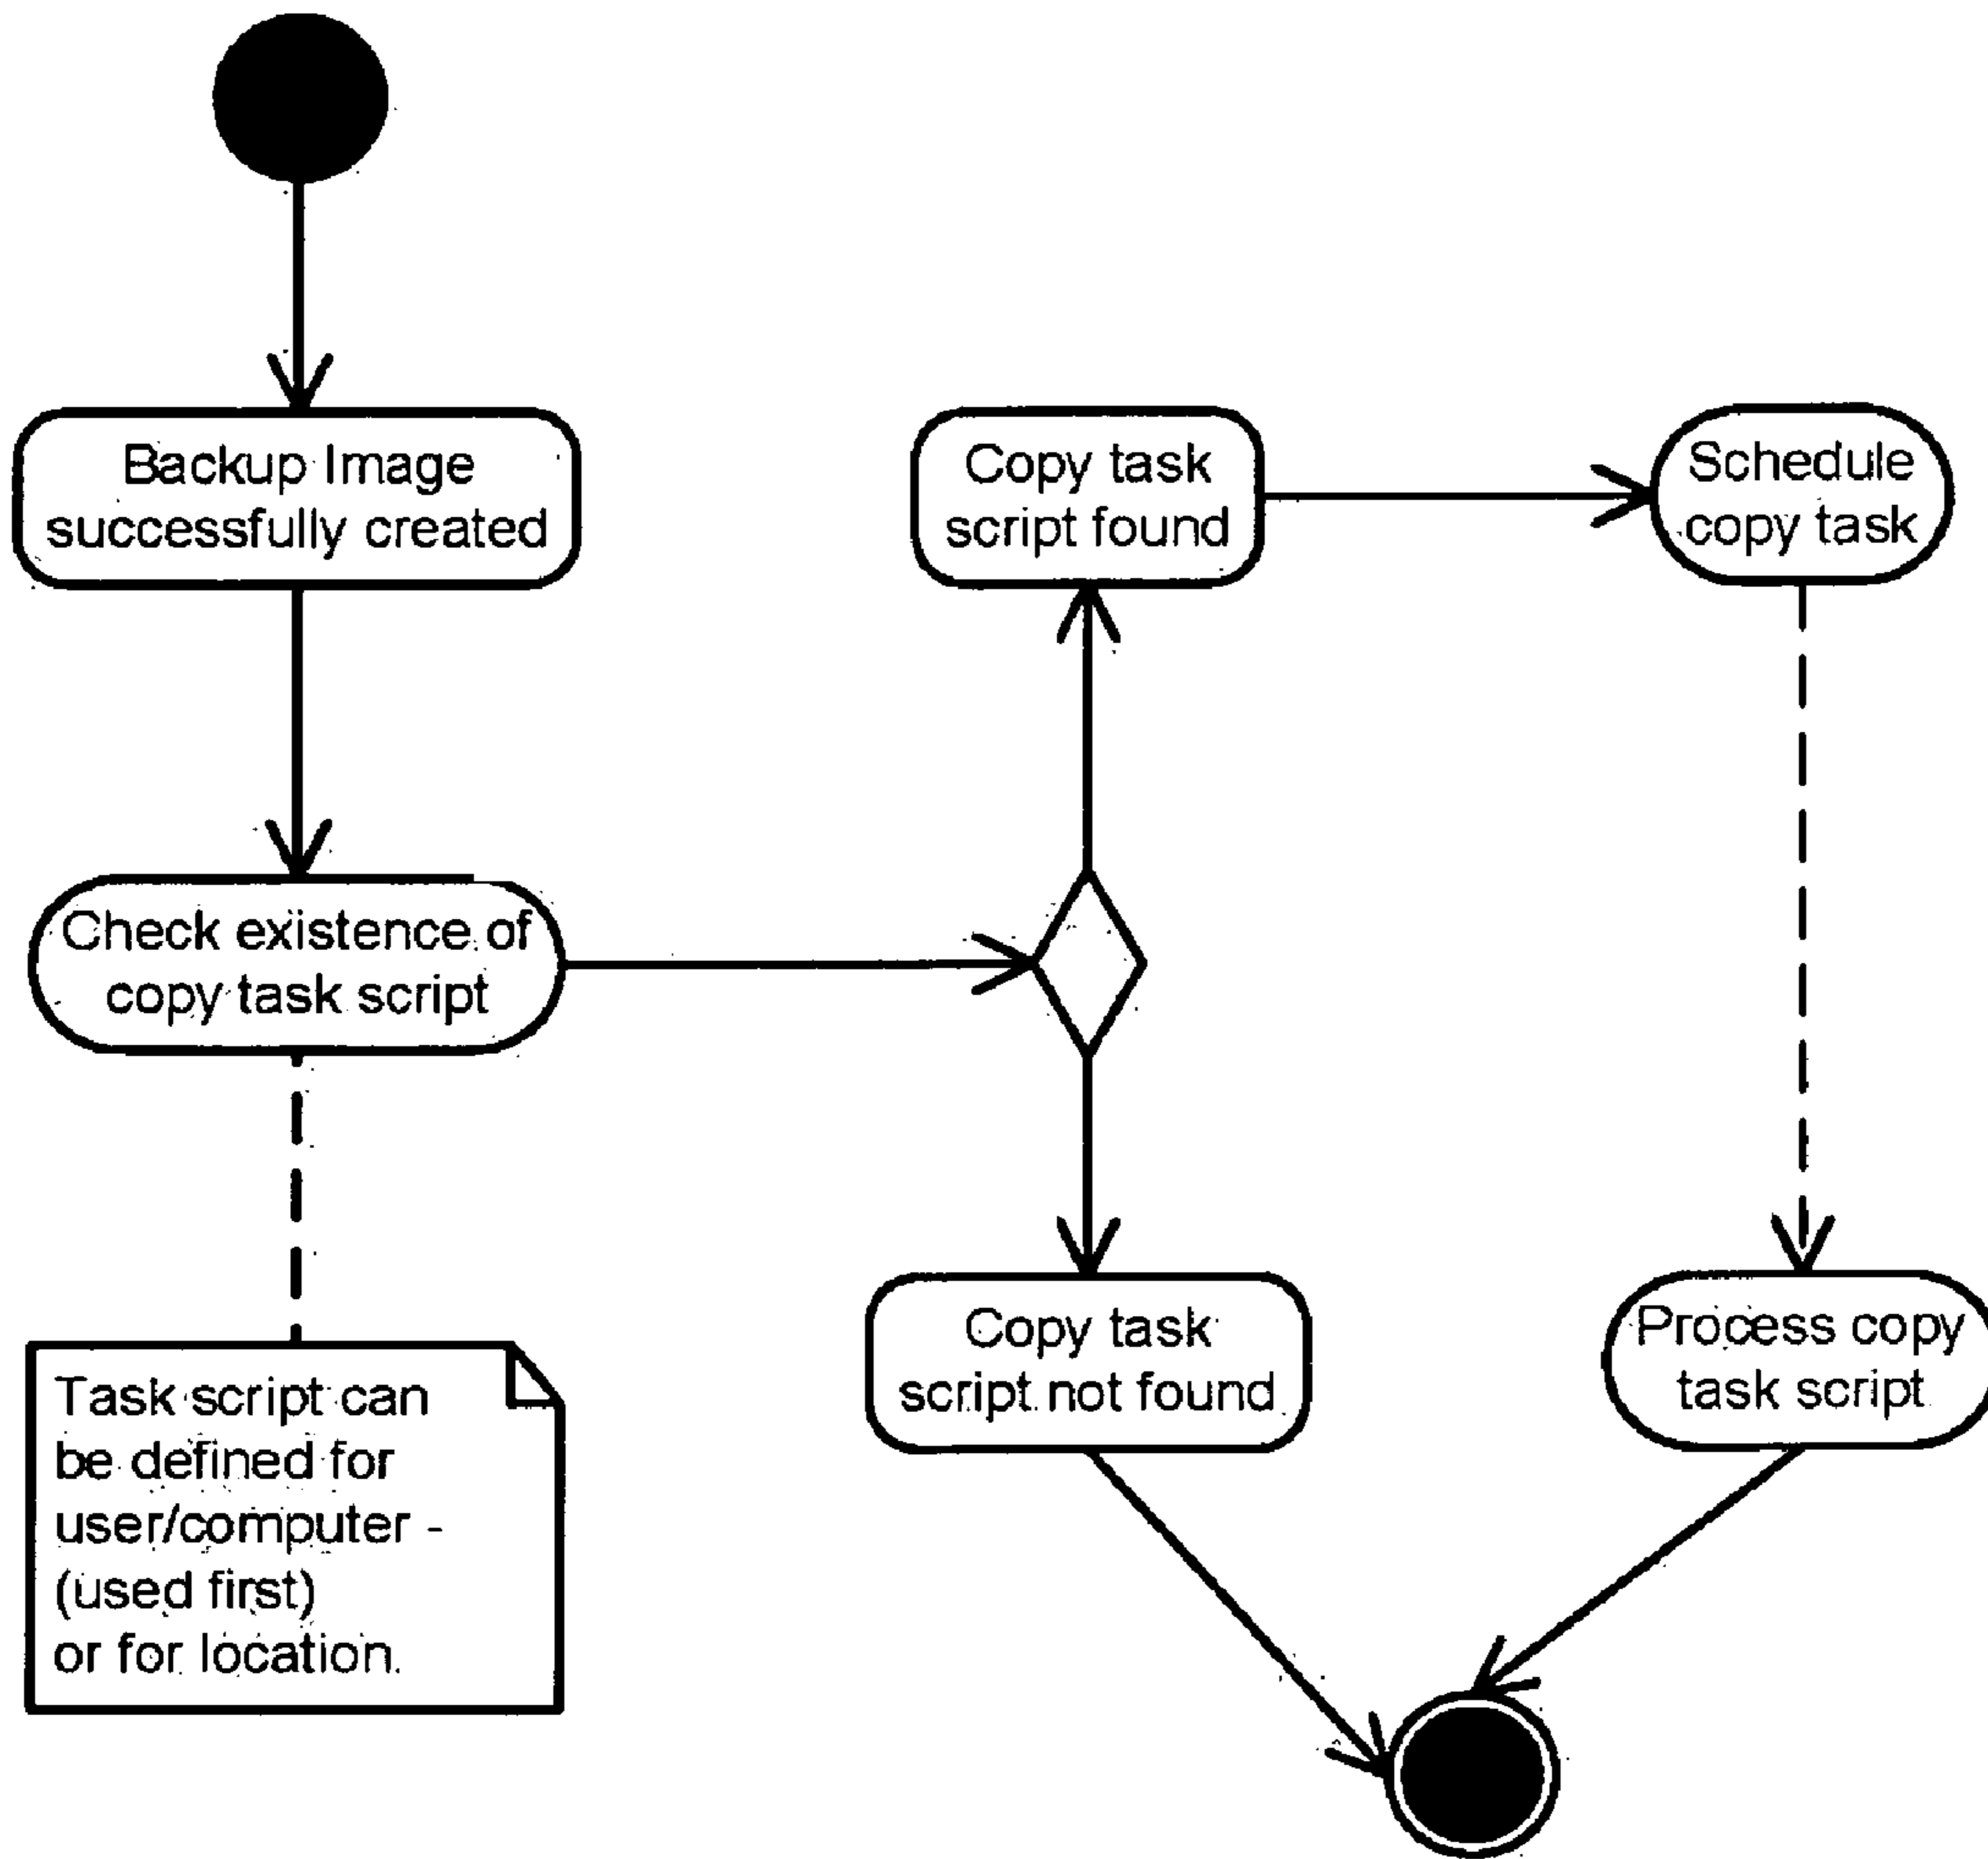 Backup Image
successfully created
Copy task
script found
Schedule
copy task
Check existence of
copy task script
Copy task
script not found
Process copy
task script
Task script can
be defined for
user/computer -
(used first)
or for location.